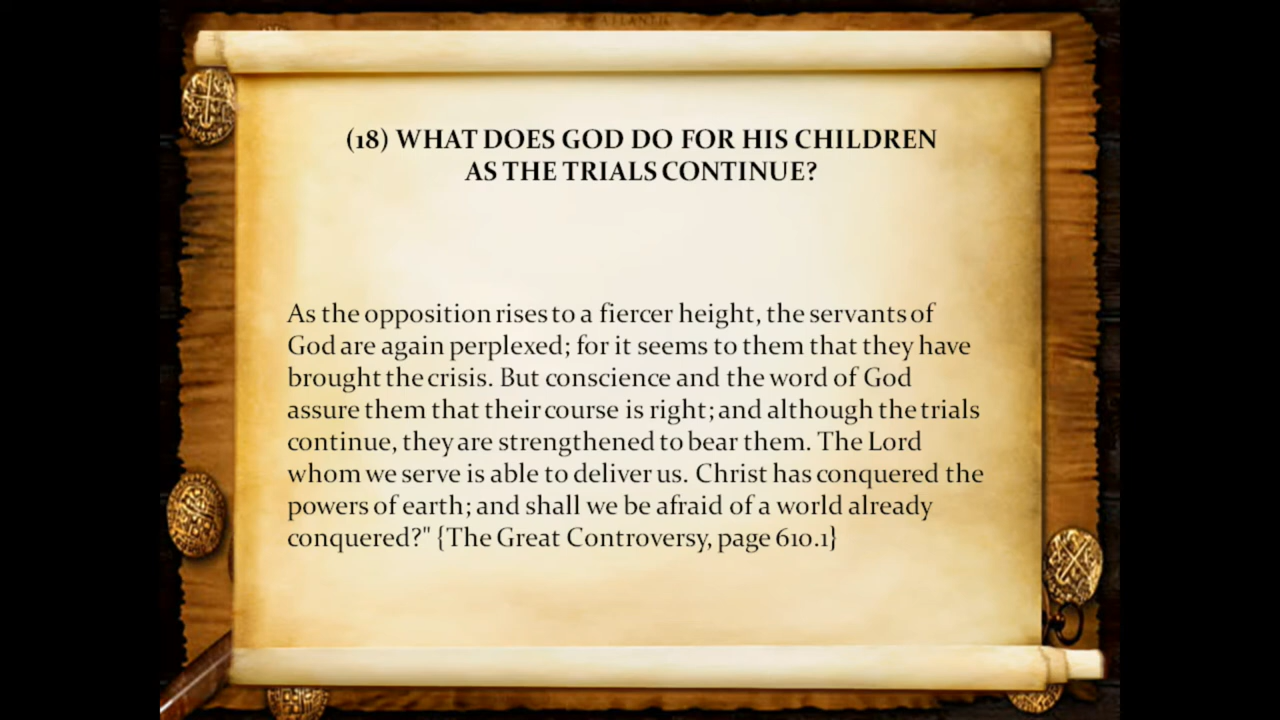 ATLANTIC
(18) WHAT DOES GOD DO FOR HIS CHILDREN
AS THE TRIALS CONTINUE?
As the opposition rises to a fiercer height, the servants of
God are again perplexed; for it seems to them that they have
brought the crisis. But conscience and the word of God
assure them that their course is right; and although the trials
continue, they are strengthened to bear them. The Lord
whom we serve is able to deliver us. Christ has conquered the
powers of earth; and shall we be afraid of a world already
conquered?" {The Great Controversy, page 610.1}